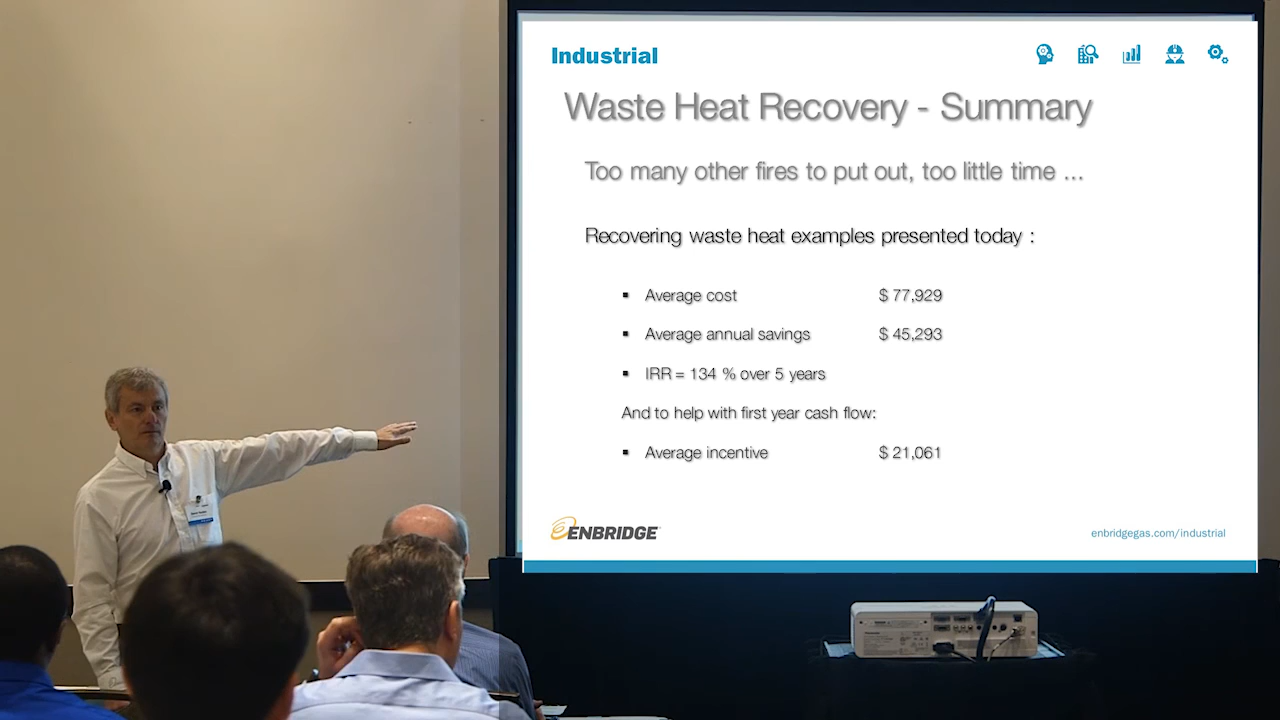 Industrial
Waste Heat Recovery - Summary
Too many other fires to put out, too little time ...
Recovering waste heat examples presented today :
▪ Average cost $ 77,929
▪ Average annual savings $ 45,293
▪ IRR = 134 % over 5 years
And to help with first year cash flow:
▪ Average incentive $ 21,061
ENBRIDGE
enbridgegas.com/industrial